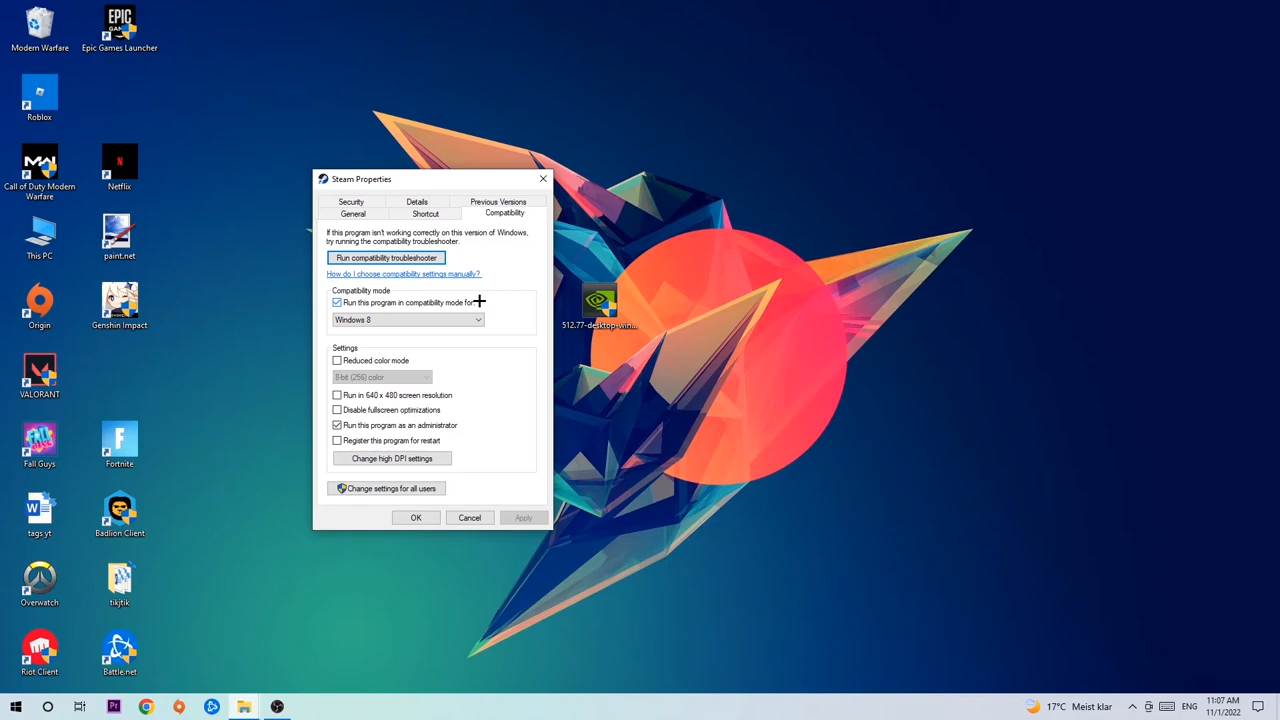 Modern Warfare
EPIC
GAMES
Epic Games Launcher
Roblox
Call of Duty Modern
Warfare
N
Netflix
This PC
paint.net
Origin
Genshin Impact
VALORANT
Fall Guys
F
Fortnite
W
tags yt
Badlion Client
Overwatch
tikjtik
Riot Client
Battle.net
Steam Properties
Security
Details
Previous Versions
General
Shortcut
Compatibility
If this program isn't working correctly on this version of Windows,
try running the compatibility troubleshooter.
Run compatibility troubleshooter
How do I choose compatibility settings manually?
Compatibility mode
Run this program in compatibility mode for:
Windows 8
Settings
Reduced color mode
8-bit (256) color
Run in 640 x 480 screen resolution
Disable fullscreen optimizations
Run this program as an administrator
Register this program for restart
Change high DPI settings
Change settings for all users
OK
Cancel
Apply
512.77-desktop-win...
Pr
17°C Meist klar
ENG
11:07 AM
11/1/2022